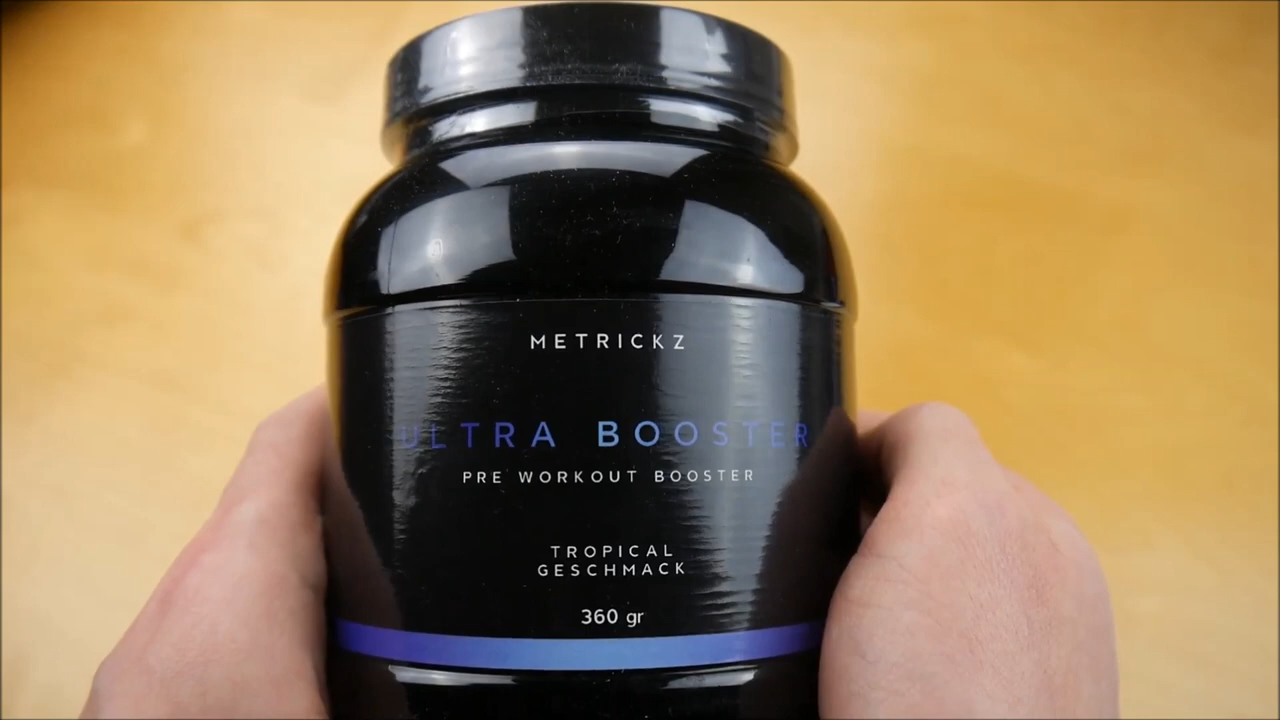 METRICKZ
ULTRA BOOSTER
PRE WORKOUT BOOSTER
TROPICAL
GESCHMACK
360 gr